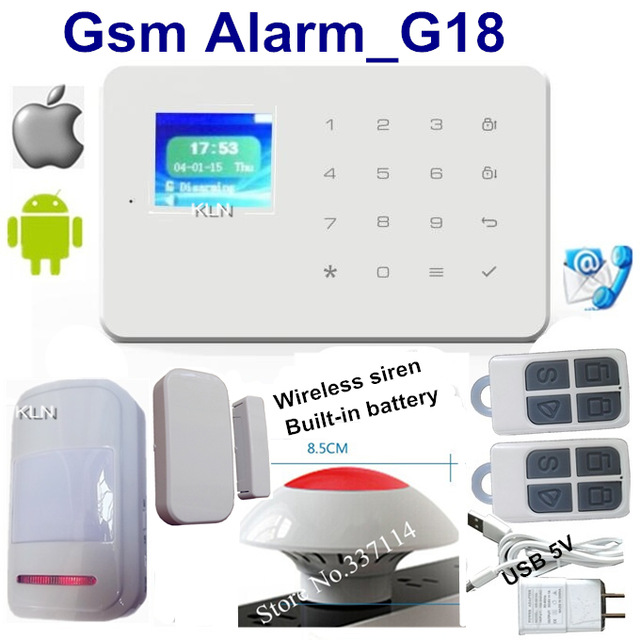 Gsm Alarm_G18
17:53
04-01-15 Thu
Disarming
KLN
1 2 3
4 5 6
7 8 9
* 0
@
KLN
Wireless siren
Built-in battery
8.5CM
Store No.337114
S
S
USB 5V